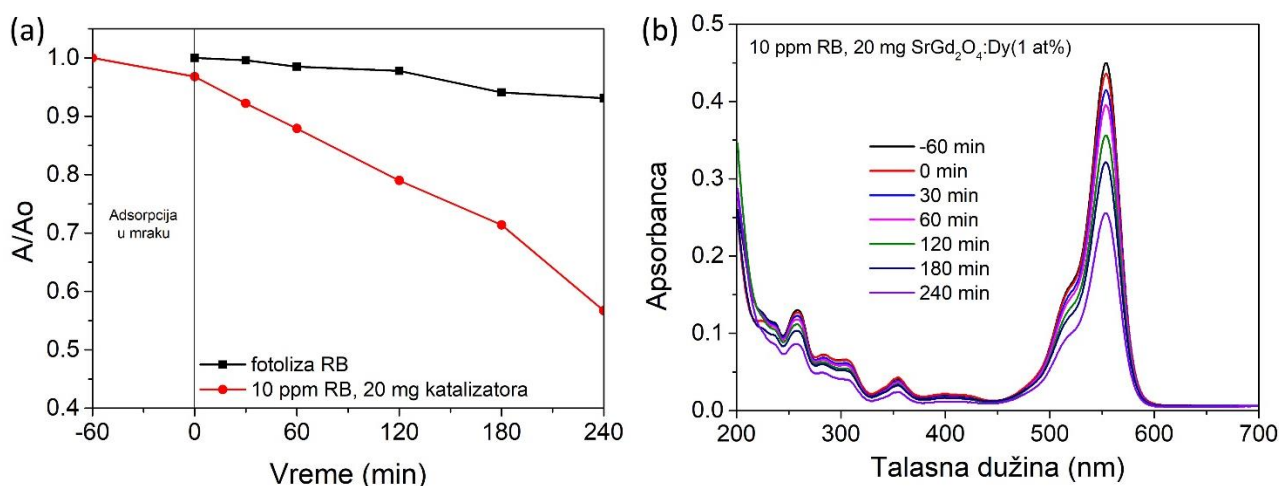 (a)
1.0
0.9
0.8
0.7
0.6
0.5
0.4
A/Ao
Adsorpcija
u mraku
fotoliza RB
10 ppm RB, 20 mg katalizatora
-60 0 60 120 180 240
Vreme (min)
(b)
0.5
0.4
0.3
0.2
0.1
0.0
Apsorbanca
10 ppm RB, 20 mg SrGd₂O₄:Dy(1 at%)
-60 min
0 min
30 min
60 min
120 min
180 min
240 min
200 300 400 500 600 700
Talasna dužina (nm)